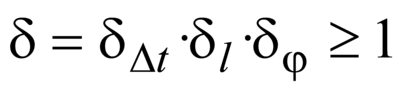 δ = δ_Δt · δ_l · δ_φ ≥ 1